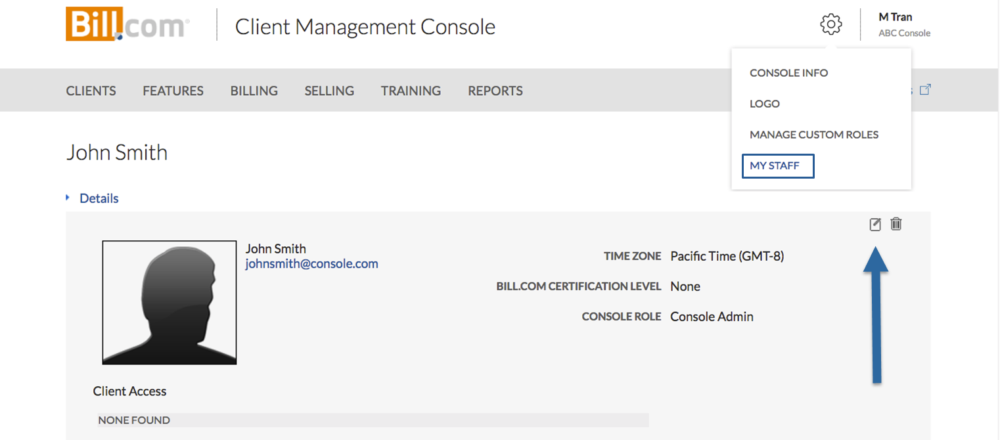 Bill.com®
Client Management Console
M Tran
ABC Console
CONSOLE INFO
LOGO
MANAGE CUSTOM ROLES
MY STAFF
CLIENTS FEATURES BILLING SELLING TRAINING REPORTS
John Smith
Details
John Smith
johnsmith@console.com
TIME ZONE Pacific Time (GMT-8)
BILL.COM CERTIFICATION LEVEL None
CONSOLE ROLE Console Admin
Client Access
NONE FOUND